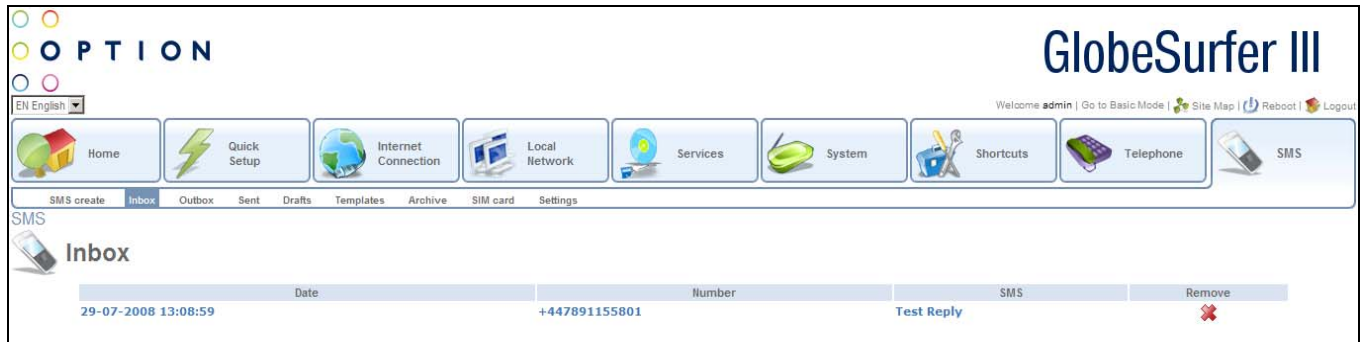 OPTION
GlobeSurfer III
EN English
Welcome admin | Go to Basic Mode | Site Map | Reboot | Logout
Home
Quick Setup
Internet Connection
Local Network
Services
System
Shortcuts
Telephone
SMS
SMS create Inbox Outbox Sent Drafts Templates Archive SIM card Settings
SMS
Inbox
Date Number SMS Remove
29-07-2008 13:08:59 +447891155801 Test Reply